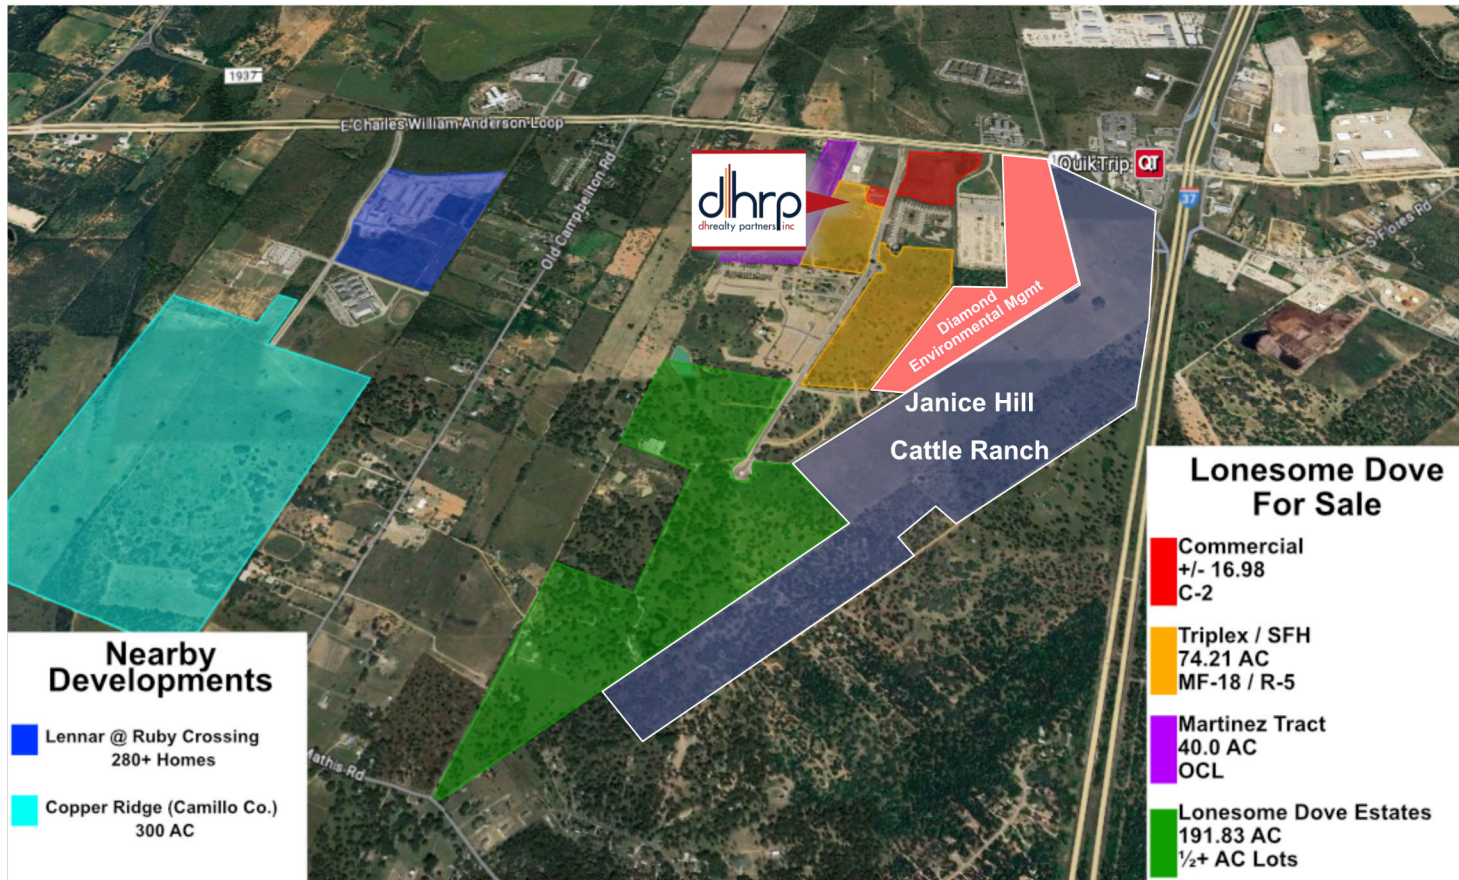 1937
E Charles William Anderson Loop
Old Campbellton Rd
dhrp
dhrealty partners inc
QuikTrip
QT
37
S Flores Rd
Diamond
Environmental Mgmt
Janice Hill
Cattle Ranch
Mathis Rd
Nearby
Developments
Lennar @ Ruby Crossing
280+ Homes
Copper Ridge (Camillo Co.)
300 AC
Lonesome Dove
For Sale
Commercial
+/- 16.98
C-2
Triplex / SFH
74.21 AC
MF-18 / R-5
Martinez Tract
40.0 AC
OCL
Lonesome Dove Estates
191.83 AC
½+ AC Lots